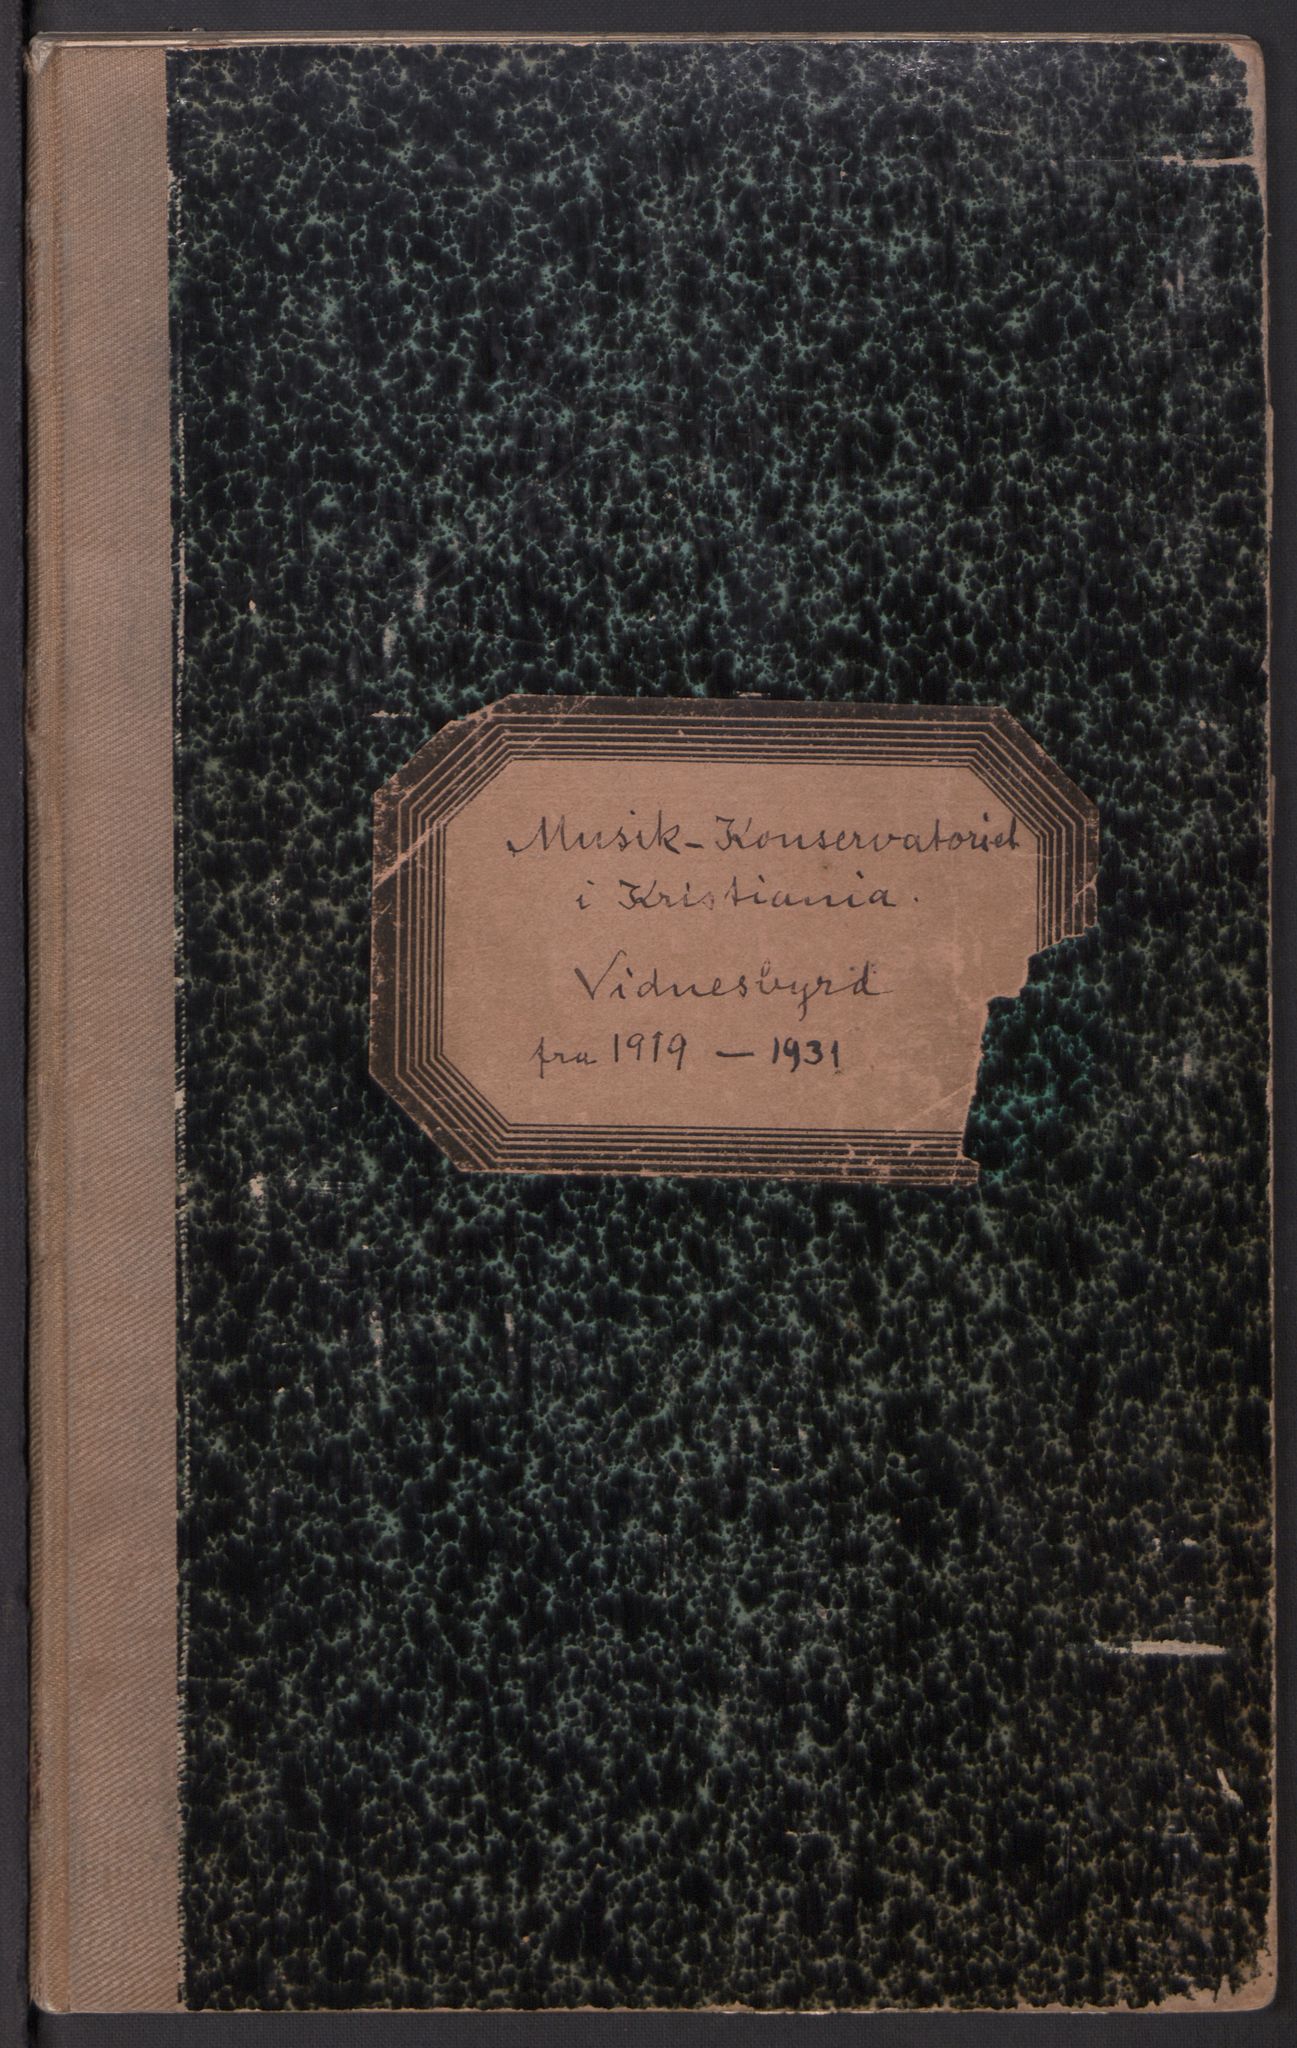 Musik-Konservatoriet
i Kristiania.
Vidnesbyrd
fra 1919 — 1931